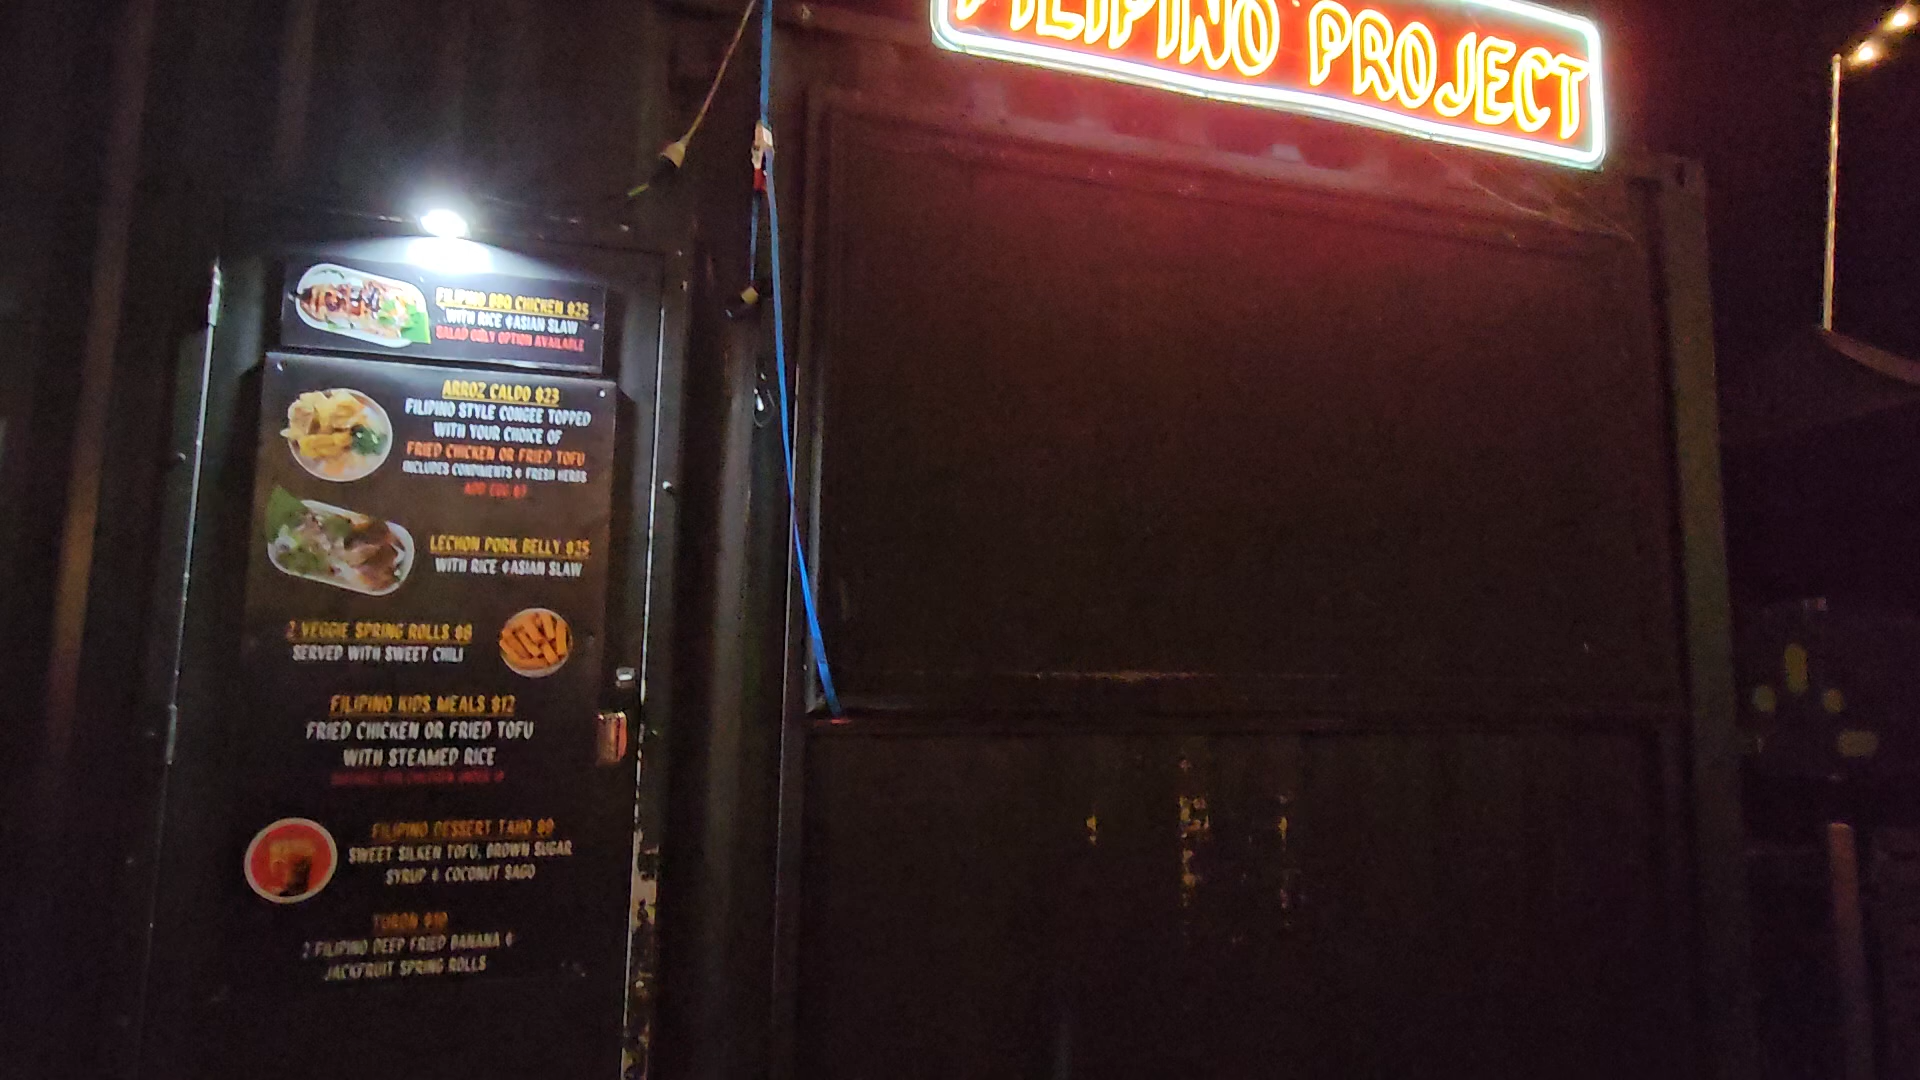 FILIPINO PROJECT
FILIPINO BBQ CHICKEN $25
WITH RICE & ASIAN SLAW
SALAD ONLY OPTION AVAILABLE
ARROZ CALDO $23
FILIPINO STYLE CONGEE TOPPED
WITH YOUR CHOICE OF
FRIED CHICKEN OR FRIED TOFU
INCLUDES CONDIMENTS & FRESH HERBS
ADD EGG
LECHON PORK BELLY $25
WITH RICE & ASIAN SLAW
2 VEGGIE SPRING ROLLS $8
SERVED WITH SWEET CHILI
FILIPINO KIDS MEALS $12
FRIED CHICKEN OR FRIED TOFU
WITH STEAMED RICE
FILIPINO DESSERT TAHO $9
SWEET SILKEN TOFU, BROWN SUGAR
SYRUP & COCONUT SAGO
TURON $10
2 FILIPINO DEEP FRIED BANANA &
JACKFRUIT SPRING ROLLS